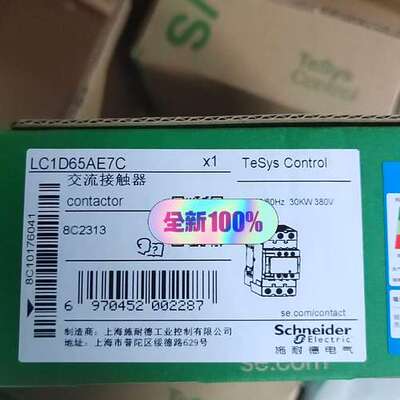 TeSys
Control
LC1D65AE7C x1 TeSys Control
交流接触器
contactor
60Hz 30KW 380V
全新100%
8C2313
8C10178041
6 970452 002287
se.com/contact
制造商：上海施耐德工业控制有限公司
地址：上海市普陀区绥德路629号
Schneider
Electric
施耐德电气
se.com